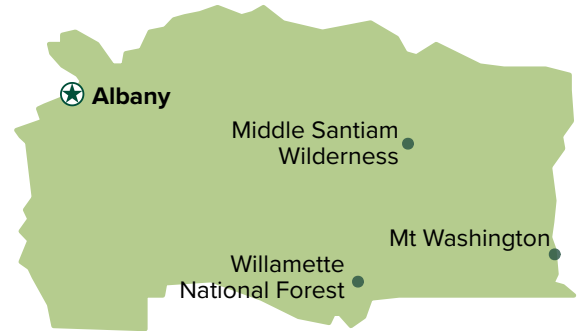 Albany
Middle Santiam
Wilderness
Mt Washington
Willamette
National Forest